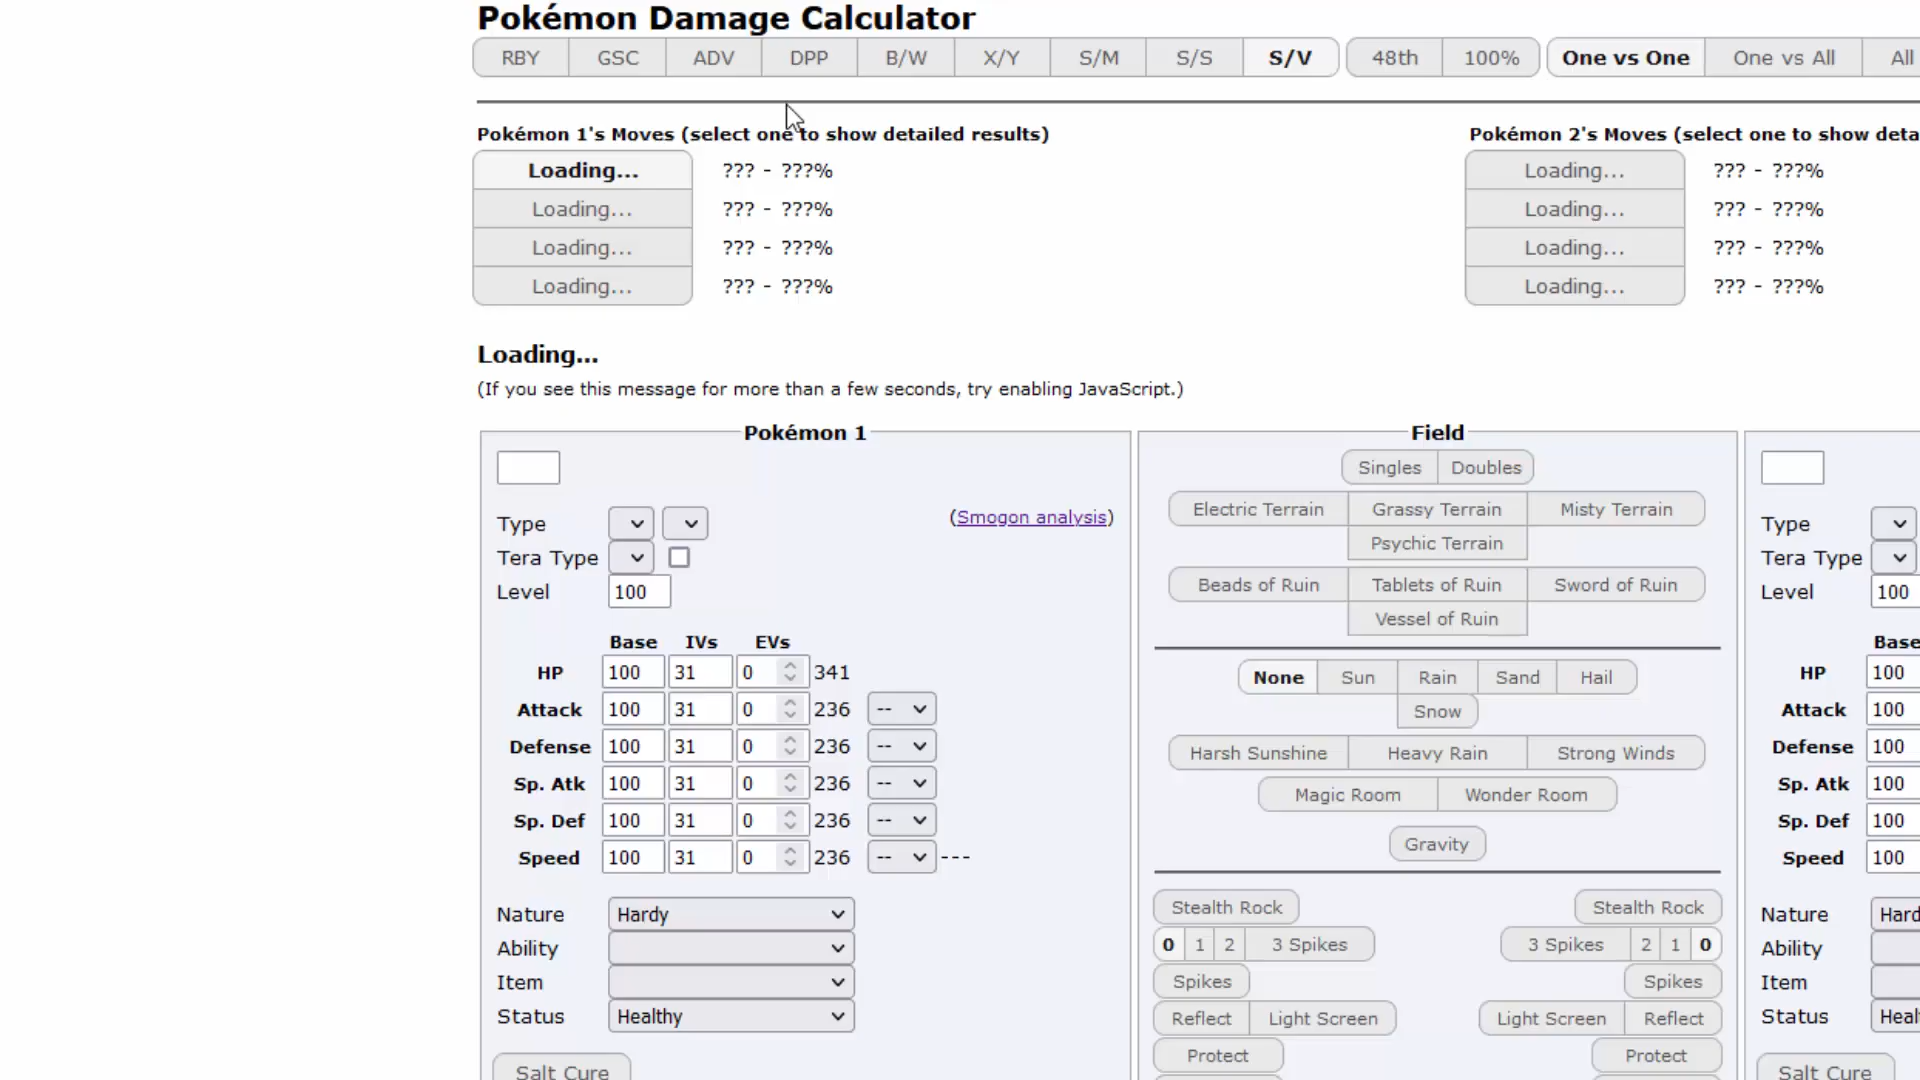 Pokémon Damage Calculator
RBY GSC ADV DPP B/W X/Y S/M S/S S/V 48th 100% One vs One One vs All All
Pokémon 1's Moves (select one to show detailed results)
Loading... ??? - ???%
Loading... ??? - ???%
Loading... ??? - ???%
Loading... ??? - ???%
Pokémon 2's Moves (select one to show deta
Loading... ??? - ???%
Loading... ??? - ???%
Loading... ??? - ???%
Loading... ??? - ???%
Loading...
(If you see this message for more than a few seconds, try enabling JavaScript.)
Pokémon 1
Type (Smogon analysis)
Tera Type
Level 100
Base IVs EVs
HP 100 31 0 341
Attack 100 31 0 236 --
Defense 100 31 0 236 --
Sp. Atk 100 31 0 236 --
Sp. Def 100 31 0 236 --
Speed 100 31 0 236 -- ---
Nature Hardy
Ability
Item
Status Healthy
Salt Cure
Field
Singles Doubles
Electric Terrain Grassy Terrain Misty Terrain
Psychic Terrain
Beads of Ruin Tablets of Ruin Sword of Ruin
Vessel of Ruin
None Sun Rain Sand Hail
Snow
Harsh Sunshine Heavy Rain Strong Winds
Magic Room Wonder Room
Gravity
Stealth Rock Stealth Rock
0 1 2 3 Spikes 3 Spikes 2 1 0
Spikes Spikes
Reflect Light Screen Light Screen Reflect
Protect Protect
Type
Tera Type
Level 100
Base
HP 100
Attack 100
Defense 100
Sp. Atk 100
Sp. Def 100
Speed 100
Nature Hard
Ability
Item
Status Heal
Salt Cure